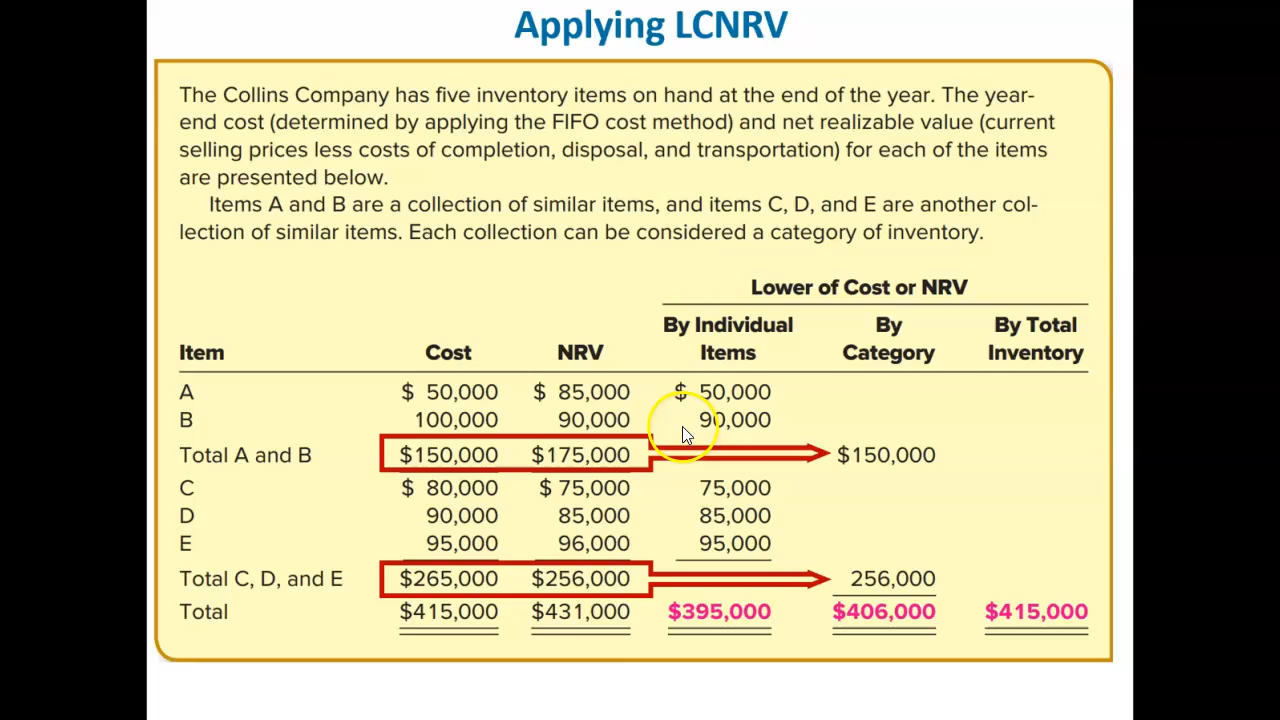 Applying LCNRV
The Collins Company has five inventory items on hand at the end of the year. The year-
end cost (determined by applying the FIFO cost method) and net realizable value (current
selling prices less costs of completion, disposal, and transportation) for each of the items
are presented below.
Items A and B are a collection of similar items, and items C, D, and E are another col-
lection of similar items. Each collection can be considered a category of inventory.
Lower of Cost or NRV
By Individual By By Total
Item Cost NRV Items Category Inventory
A $ 50,000 $ 85,000 $ 50,000
B 100,000 90,000 90,000
Total A and B $150,000 $175,000 $150,000
C $ 80,000 $ 75,000 75,000
D 90,000 85,000 85,000
E 95,000 96,000 95,000
Total C, D, and E $265,000 $256,000 256,000
Total $415,000 $431,000 $395,000 $406,000 $415,000